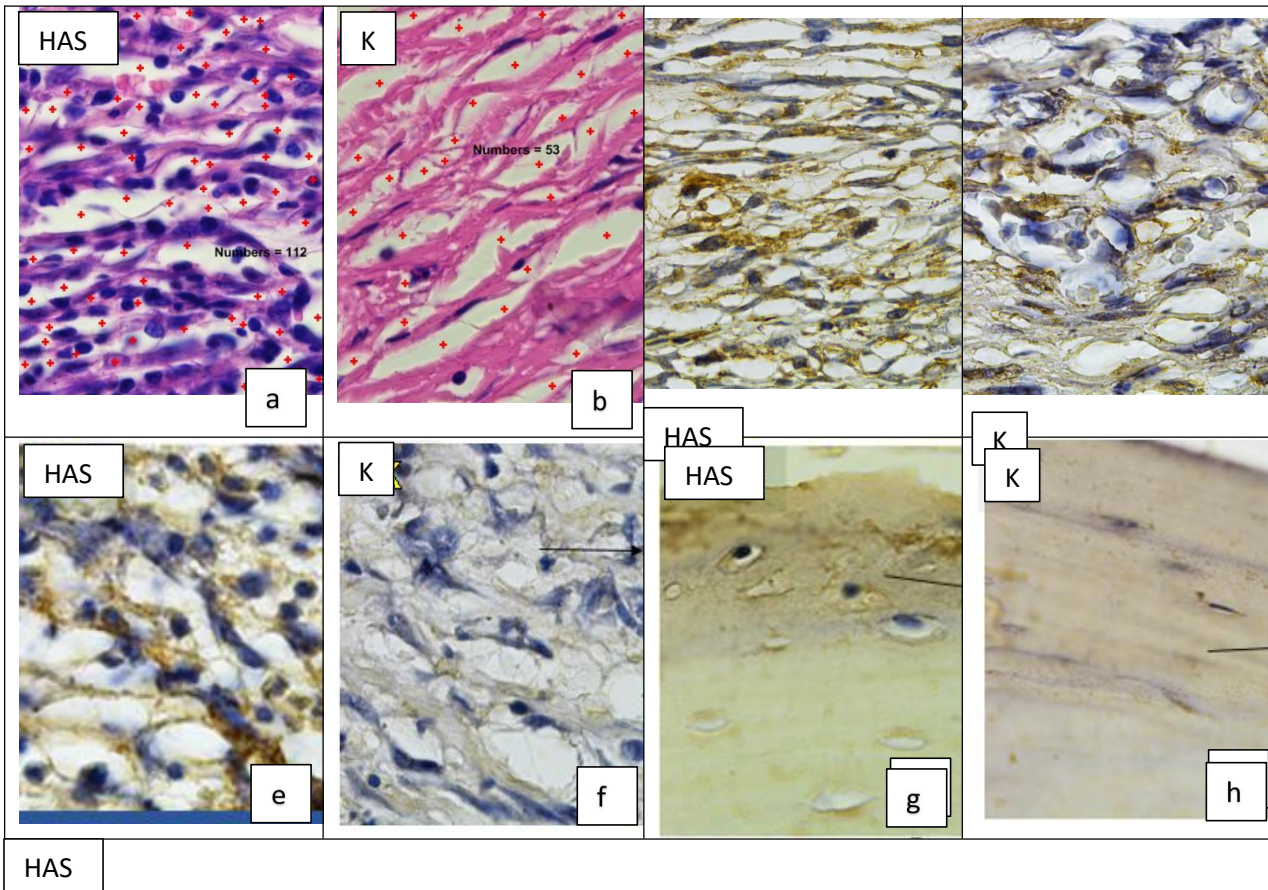 HAS
K
Numbers = 53
Numbers = 112
a
b
HAS
K
HAS
K
HAS
K
e
f
g
h
HAS